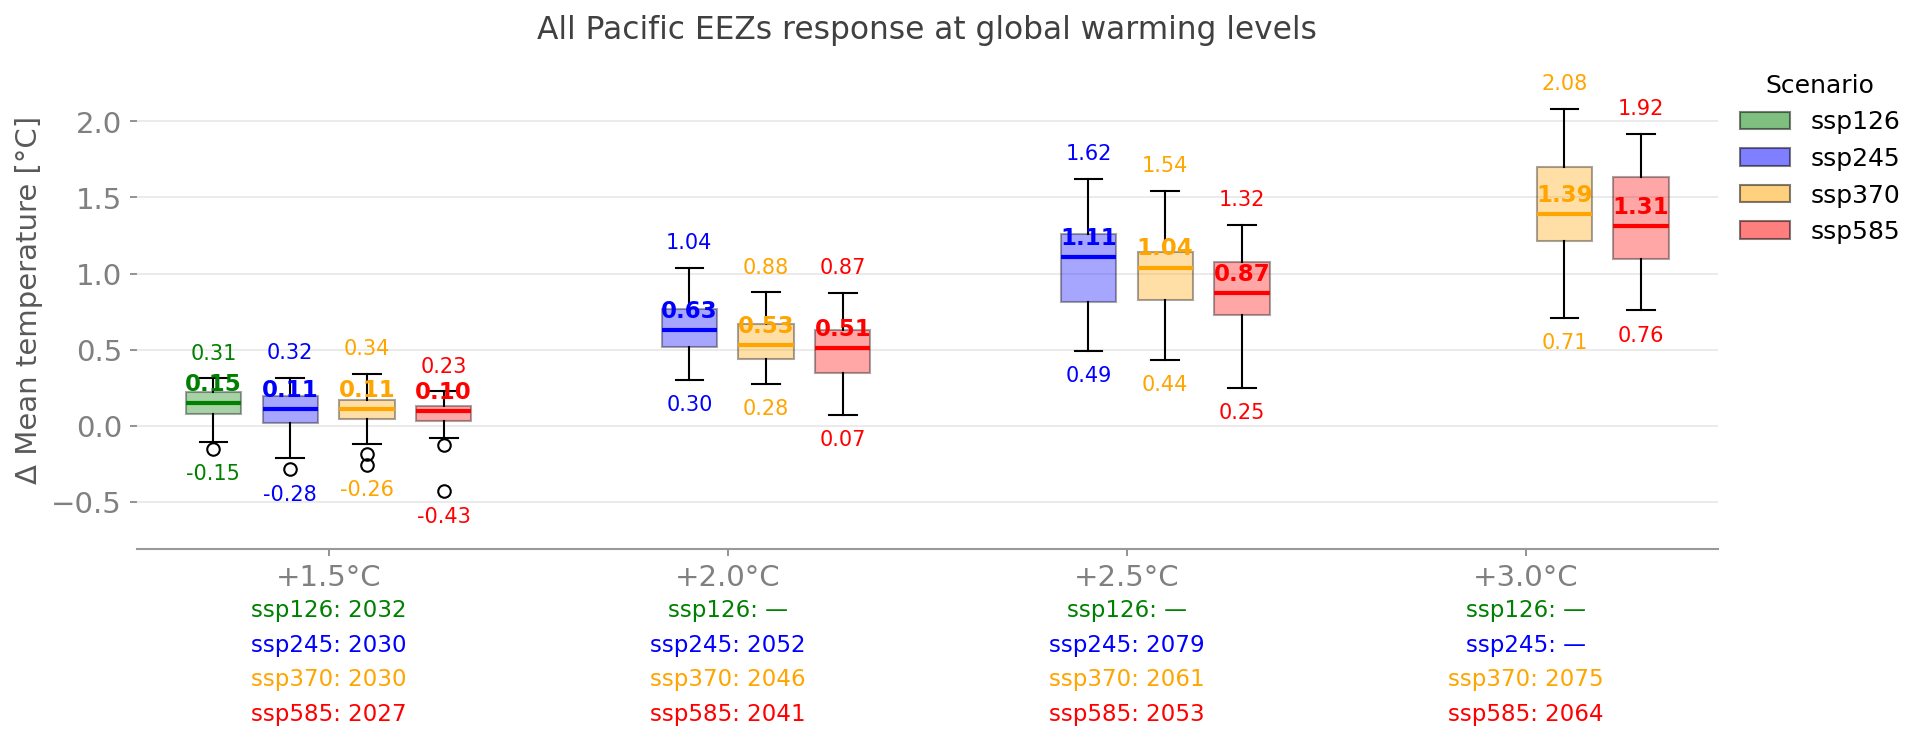 All Pacific EEZs response at global warming levels
Δ Mean temperature [°C]
2.0
1.5
1.0
0.5
0.0
−0.5
0.31
0.32
0.34
0.23
0.15
0.11
0.11
0.10
-0.15
-0.28
-0.26
-0.43
1.04
0.88
0.87
0.63
0.53
0.51
0.30
0.28
0.07
1.62
1.54
1.32
1.11
1.04
0.87
0.49
0.44
0.25
2.08
1.92
1.39
1.31
0.71
0.76
Scenario
ssp126
ssp245
ssp370
ssp585
+1.5°C
ssp126: 2032
ssp245: 2030
ssp370: 2030
ssp585: 2027
+2.0°C
ssp126: —
ssp245: 2052
ssp370: 2046
ssp585: 2041
+2.5°C
ssp126: —
ssp245: 2079
ssp370: 2061
ssp585: 2053
+3.0°C
ssp126: —
ssp245: —
ssp370: 2075
ssp585: 2064